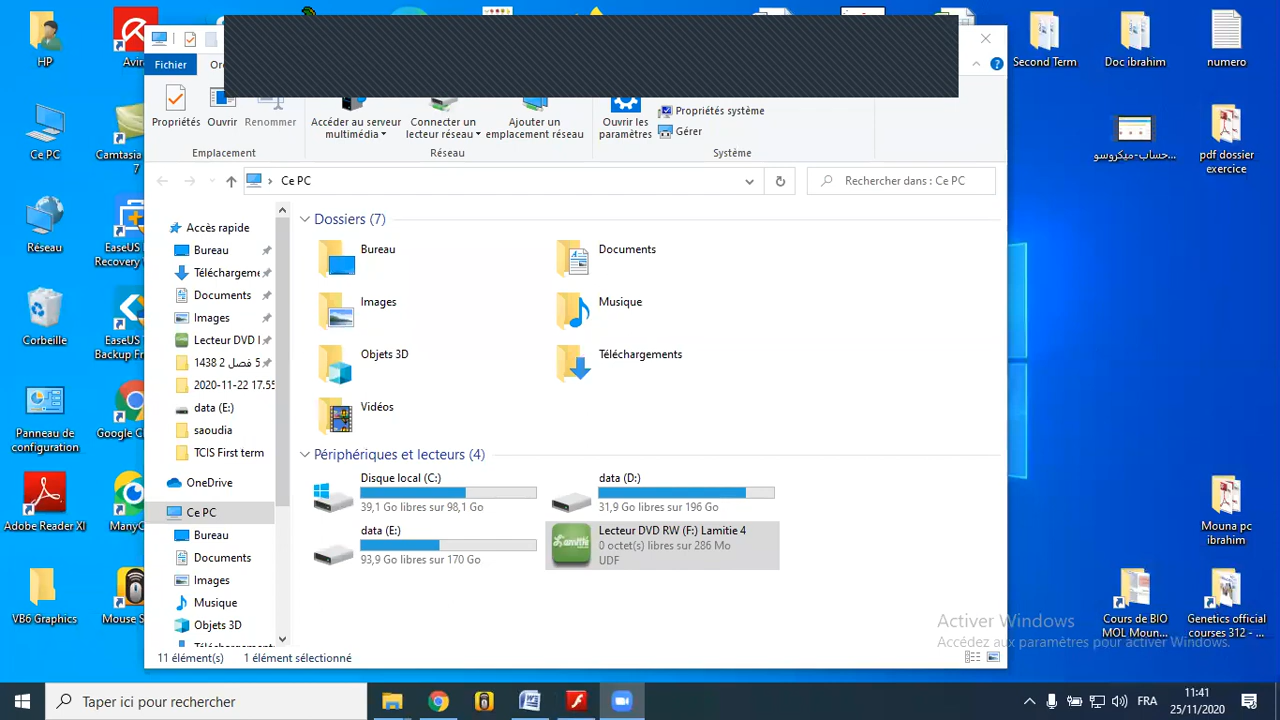 HP
Avir
Ce PC
Camtasia
7
Réseau
EaseUS
Recovery
Corbeille
EaseUS
Backup Fr
Panneau de
configuration
Google C
Adobe Reader XI
ManyC
VB6 Graphics
Mouse S
Fichier
Or
Propriétés
Ouvrir
Renommer
Emplacement
Accéder au serveur
multimédia
Connecter un
lecteur réseau
Ajouter un
emplacement réseau
Réseau
Ouvrir les
paramètres
Propriétés système
Gérer
Système
Ce PC
Rechercher dans : Ce PC
Accès rapide
Bureau
Téléchargeme
Documents
Images
Lecteur DVD
5 فصل 2 1438
2020-11-22 17.55
data (E:)
saoudia
TCIS First term
OneDrive
Ce PC
Bureau
Documents
Images
Musique
Objets 3D
Dossiers (7)
Bureau
Documents
Images
Musique
Objets 3D
Téléchargements
Vidéos
Périphériques et lecteurs (4)
Disque local (C:)
39,1 Go libres sur 98,1 Go
data (D:)
31,9 Go libres sur 196 Go
data (E:)
93,9 Go libres sur 170 Go
Lamitié
Lecteur DVD RW (F:) Lamitie 4
0 octet(s) libres sur 286 Mo
UDF
11 élément(s)
1 élément sélectionné
Second Term
Doc ibrahim
numero
حساب-ميكروسو...
pdf dossier
exercice
Mouna pc
ibrahim
Cours de BIO
MOL Moun...
Genetics official
courses 312 - ...
Activer Windows
Accédez aux paramètres pour activer Windows.
Taper ici pour rechercher
FRA
11:41
25/11/2020